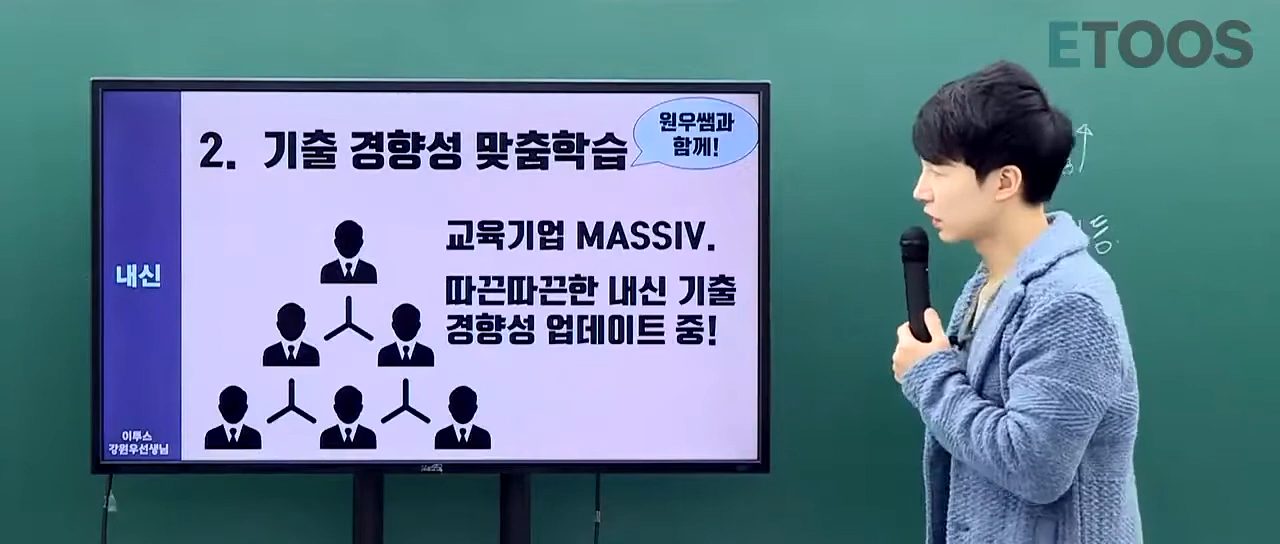 ETOOS
원우쌤과
함께!
2. 기출 경향성 맞춤학습
교육기업 MASSIV.
따끈따끈한 내신 기출
경향성 업데이트 중!
내신
이투스
강원우선생님